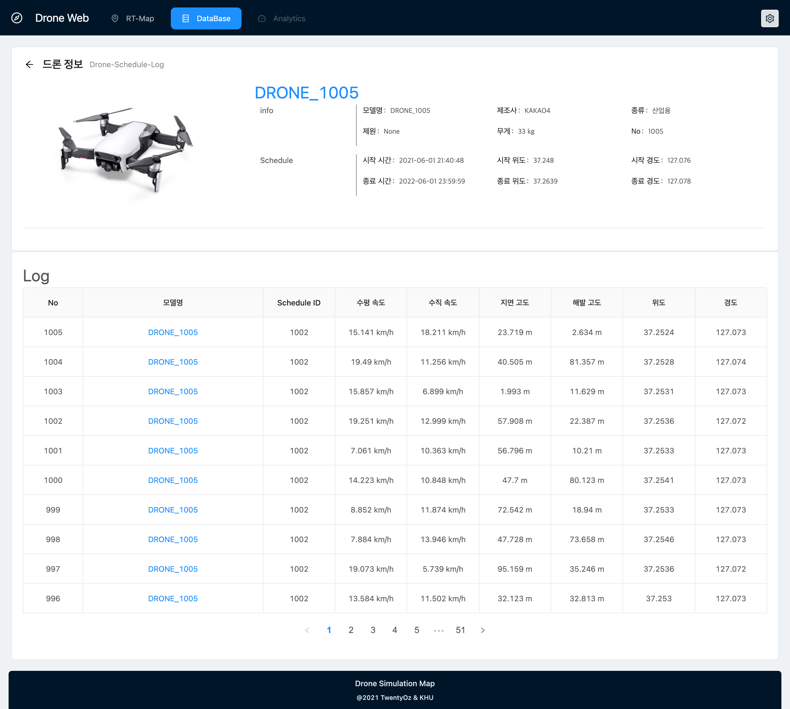 Drone Web RT-Map DataBase Analytics
드론 정보 Drone-Schedule-Log
DRONE_1005
info 모델명 : DRONE_1005 제조사 : KAKAO4 종류 : 산업용
제원 : None 무게 : 33 kg No : 1005
Schedule 시작 시간 : 2021-06-01 21:40:48 시작 위도 : 37.248 시작 경도 : 127.076
종료 시간 : 2022-06-01 23:59:59 종료 위도 : 37.2639 종료 경도 : 127.078
Log
No 모델명 Schedule ID 수평 속도 수직 속도 지면 고도 해발 고도 위도 경도
1005 DRONE_1005 1002 15.141 km/h 18.211 km/h 23.719 m 2.634 m 37.2524 127.073
1004 DRONE_1005 1002 19.49 km/h 11.256 km/h 40.505 m 81.357 m 37.2528 127.074
1003 DRONE_1005 1002 15.857 km/h 6.899 km/h 1.993 m 11.629 m 37.2531 127.073
1002 DRONE_1005 1002 19.251 km/h 12.999 km/h 57.908 m 22.387 m 37.2536 127.072
1001 DRONE_1005 1002 7.061 km/h 10.363 km/h 56.796 m 10.21 m 37.2533 127.073
1000 DRONE_1005 1002 14.223 km/h 10.848 km/h 47.7 m 80.123 m 37.2541 127.073
999 DRONE_1005 1002 8.852 km/h 11.874 km/h 72.542 m 18.94 m 37.2533 127.073
998 DRONE_1005 1002 7.884 km/h 13.946 km/h 47.728 m 73.658 m 37.2546 127.073
997 DRONE_1005 1002 19.073 km/h 5.739 km/h 95.159 m 35.246 m 37.2536 127.072
996 DRONE_1005 1002 13.584 km/h 11.502 km/h 32.123 m 32.813 m 37.253 127.073
< 1 2 3 4 5 ••• 51 >
Drone Simulation Map
@2021 TwentyOz & KHU